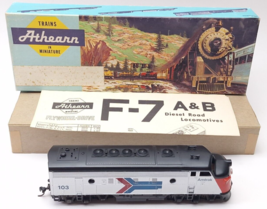 TRAINS
Athearn
IN
MINIATURE
Athearn
F-7 A&B
Diesel Road
Locomotives
103